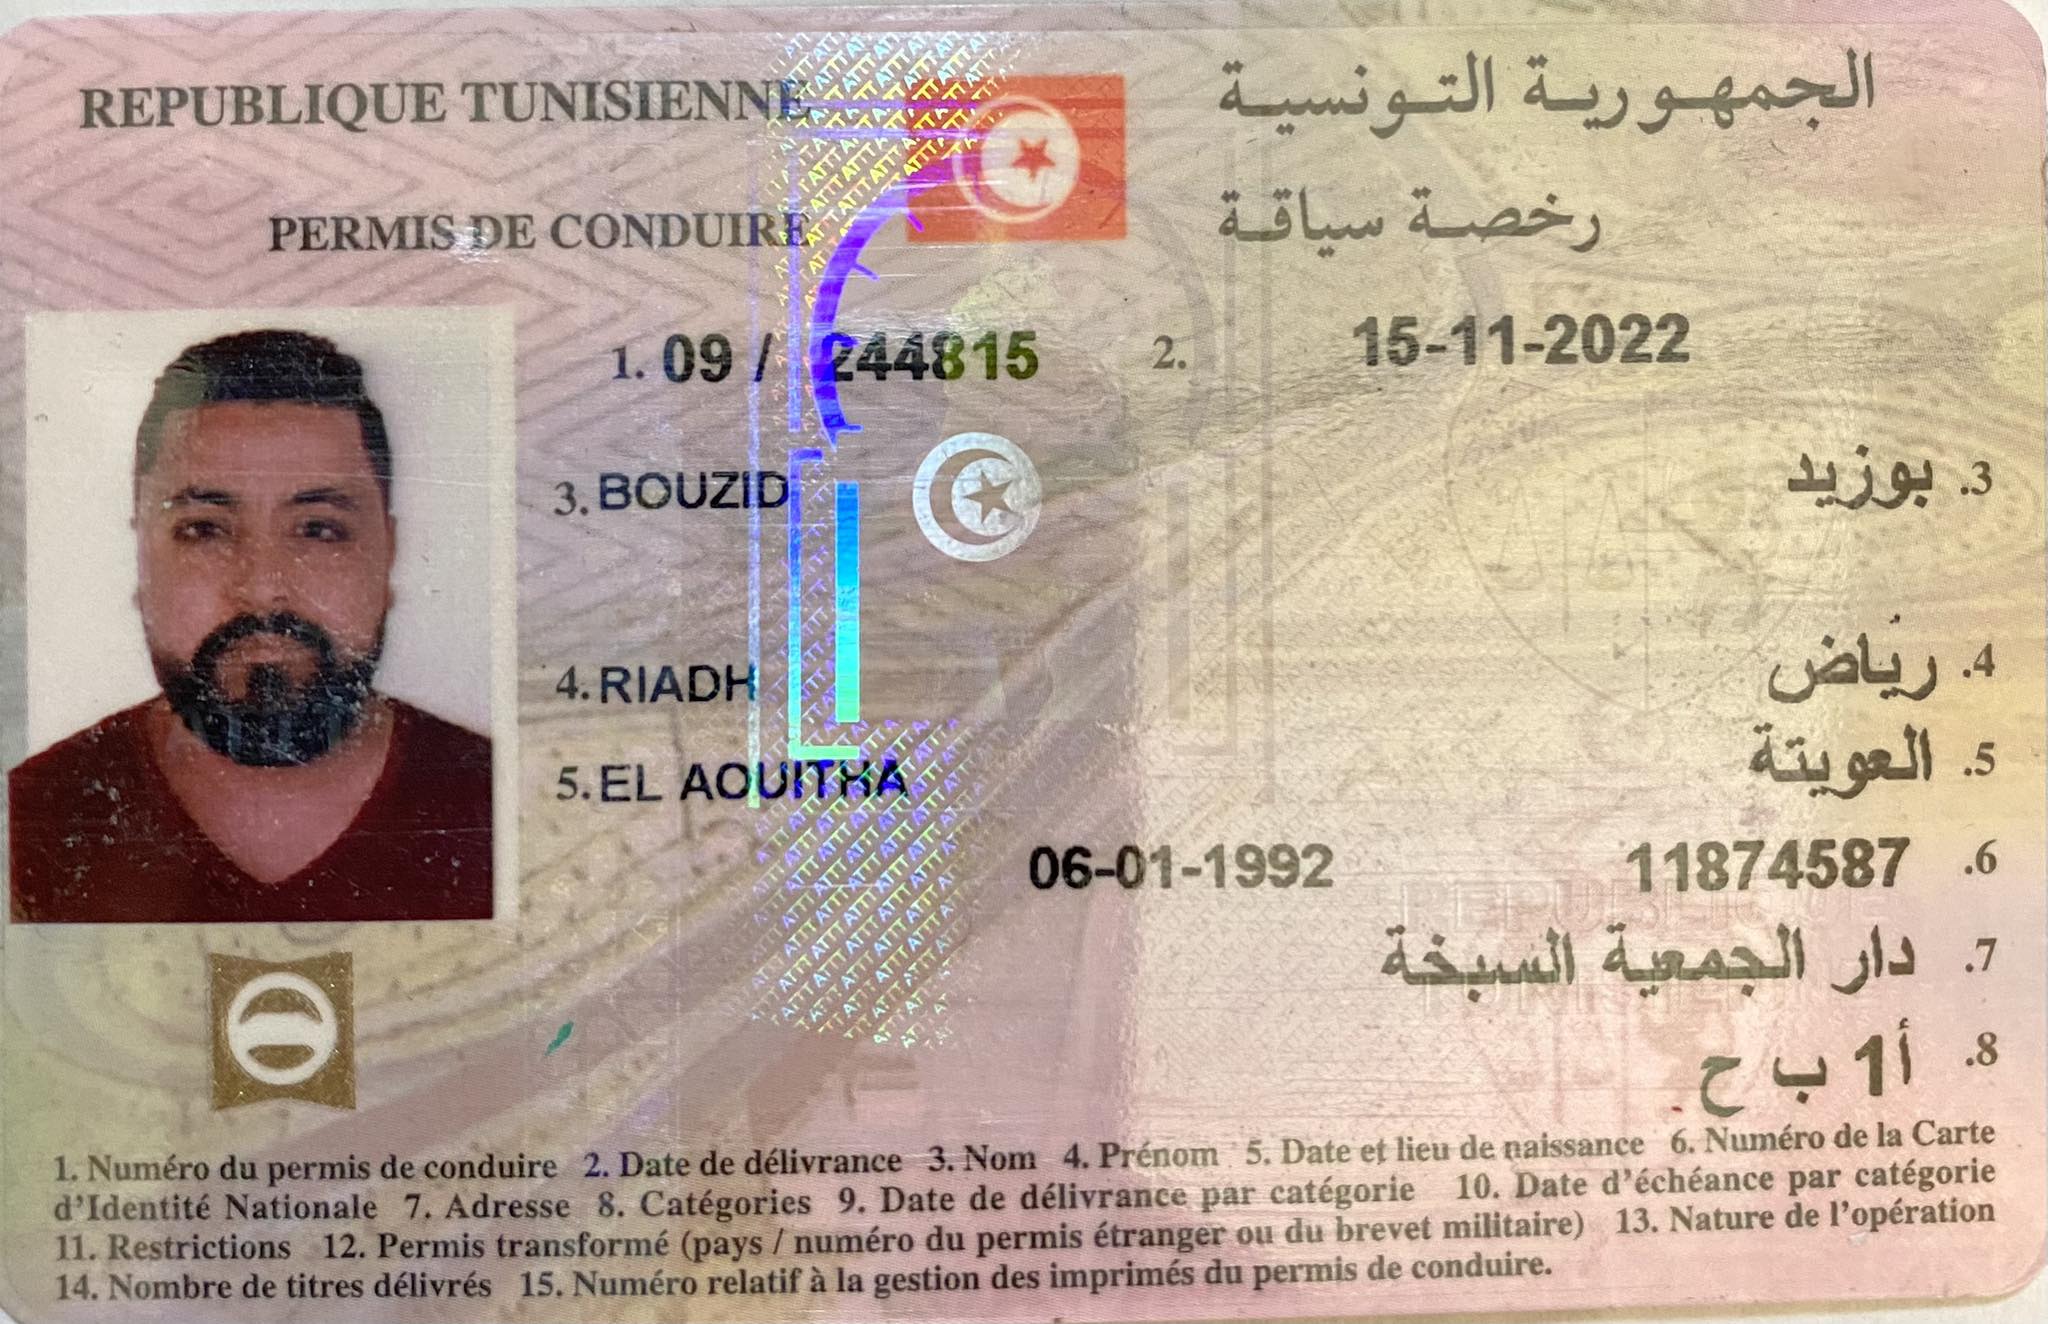 REPUBLIQUE TUNISIENNE
الجمهورية التونسية
PERMIS DE CONDUIRE
رخصة سياقة
1. 09 / 244815
2. 15-11-2022
3. BOUZID
3. بوزيد
4. RIADH
4. رياض
5. EL AOUITHA
5. العويتة
06-01-1992
6. 11874587
7. دار الجمعية السبخة
8. أ1 ب ح
1. Numéro du permis de conduire 2. Date de délivrance 3. Nom 4. Prénom 5. Date et lieu de naissance 6. Numéro de la Carte
d'Identité Nationale 7. Adresse 8. Catégories 9. Date de délivrance par catégorie 10. Date d'échéance par catégorie
11. Restrictions 12. Permis transformé (pays / numéro du permis étranger ou du brevet militaire) 13. Nature de l'opération
14. Nombre de titres délivrés 15. Numéro relatif à la gestion des imprimés du permis de conduire.